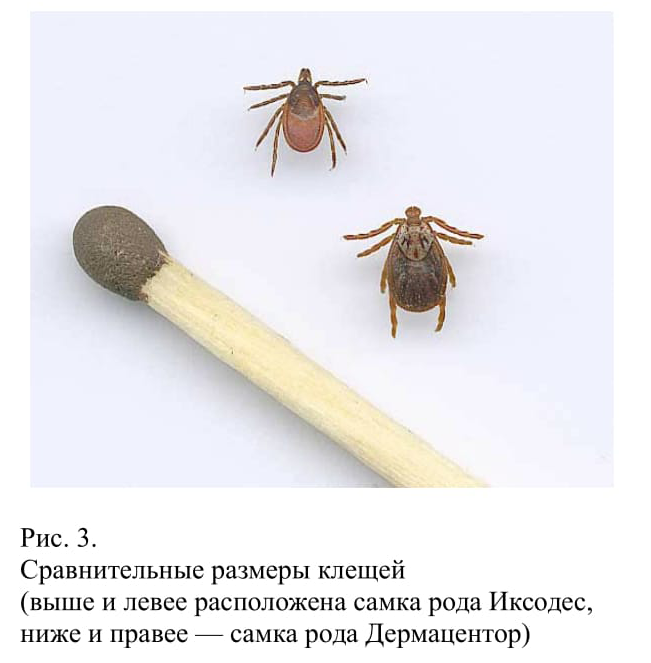 Рис. 3.
Сравнительные размеры клещей
(выше и левее расположена самка рода Иксодес,
ниже и правее — самка рода Дермацентор)